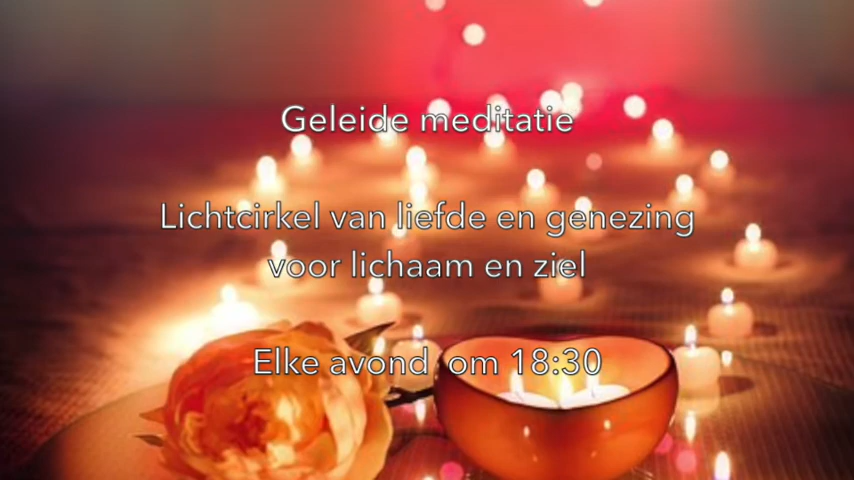 Geleide meditatie
Lichtcirkel van liefde en genezing
voor lichaam en ziel
Elke avond om 18:30